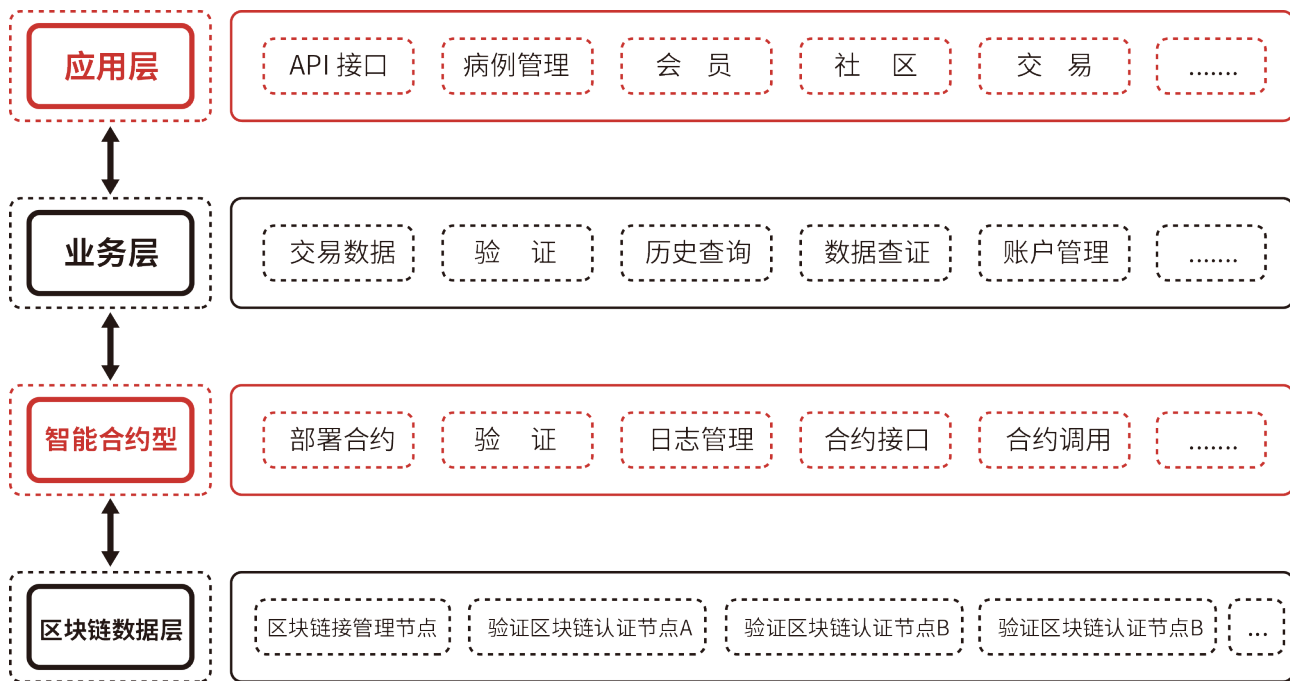 应用层 API 接口 病例管理 会 员 社 区 交 易 .......
业务层 交易数据 验 证 历史查询 数据查证 账户管理 .......
智能合约型 部署合约 验 证 日志管理 合约接口 合约调用 .......
区块链数据层 区块链接管理节点 验证区块链认证节点A 验证区块链认证节点B 验证区块链认证节点B ...